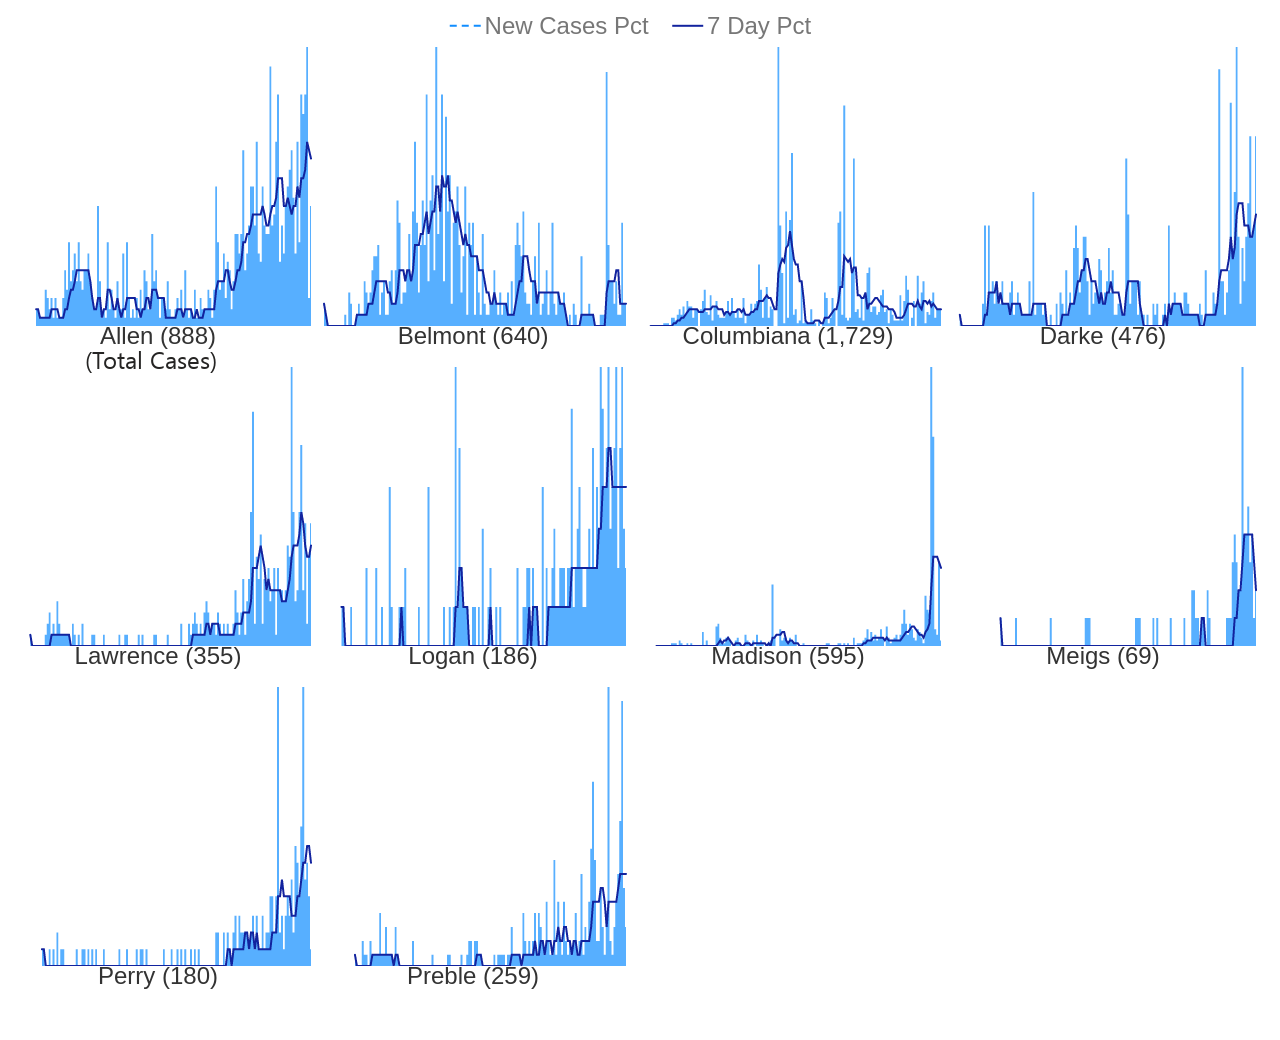 New Cases Pct 7 Day Pct
Allen (888) Belmont (640) Columbiana (1,729) Darke (476)
(Total Cases)
Lawrence (355) Logan (186) Madison (595) Meigs (69)
Perry (180) Preble (259)